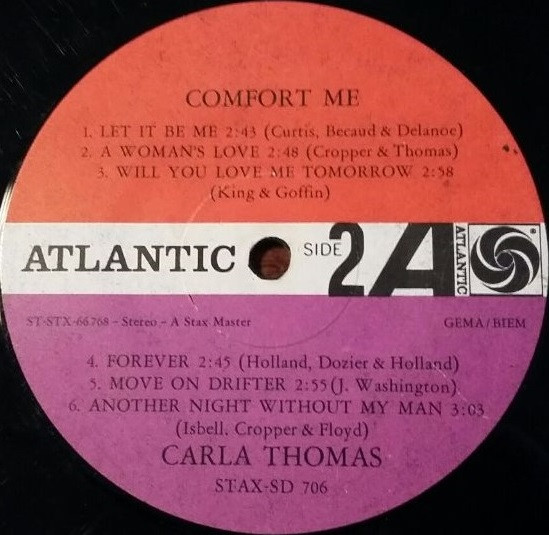 COMFORT ME
1. LET IT BE ME 2:43 (Curtis, Becaud & Delanoe)
2. A WOMAN'S LOVE 2:48 (Cropper & Thomas)
3. WILL YOU LOVE ME TOMORROW 2:58
(King & Goffin)
ATLANTIC SIDE 2 A ATLANTIC ®
ST-STX-66768 – Stereo – A Stax Master GEMA/BIEM
4. FOREVER 2:45 (Holland, Dozier & Holland)
5. MOVE ON DRIFTER 2:55 (J. Washington)
6. ANOTHER NIGHT WITHOUT MY MAN 3:03
(Isbell, Cropper & Floyd)
CARLA THOMAS
STAX-SD 706